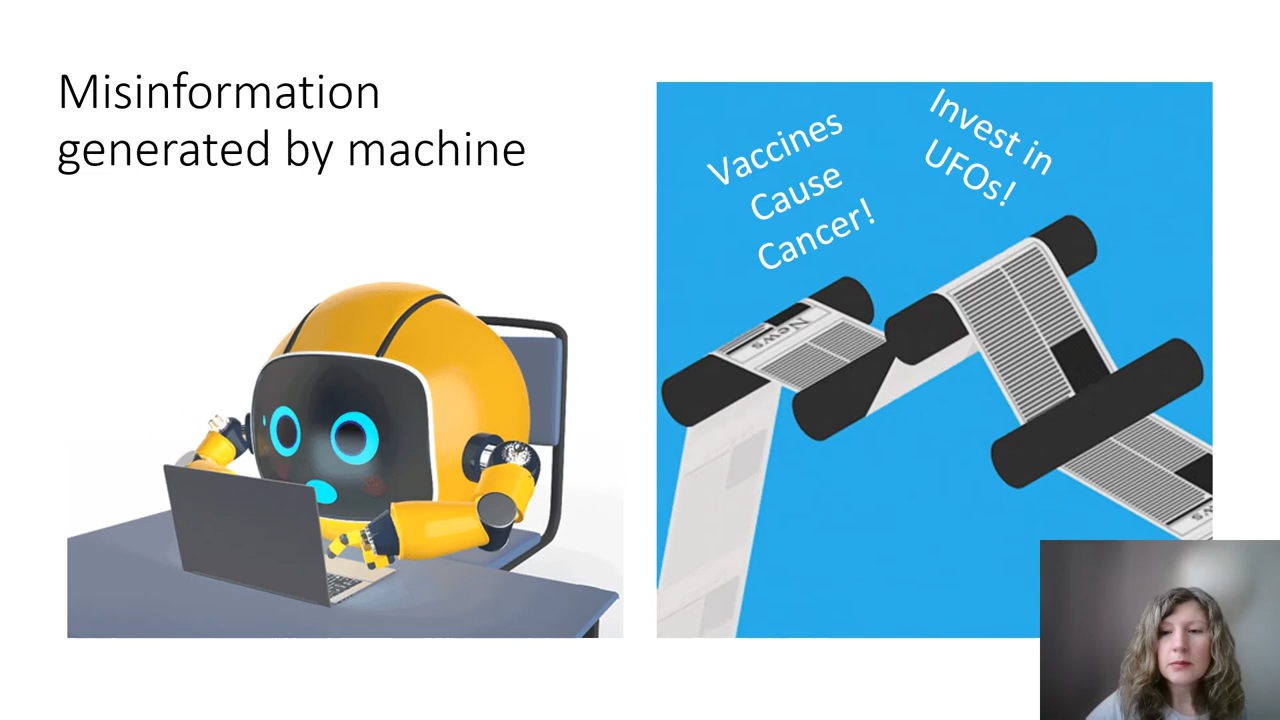 Misinformation
generated by machine
Vaccines
Cause
Cancer!
Invest in
UFOs!
News